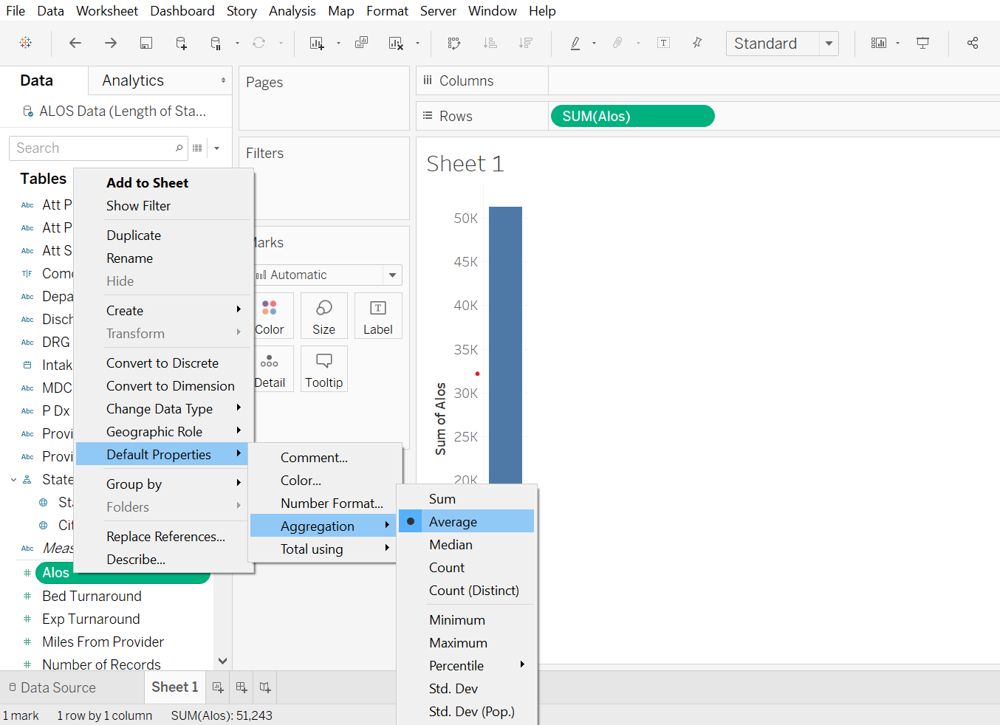 File Data Worksheet Dashboard Story Analysis Map Format Server Window Help
Standard
Data Analytics
ALOS Data (Length of Sta...
Search
Tables
Abc Att P
Abc Att P
Abc Att S
T|F
Abc Depa
Abc Disch
Abc DRG
Intak
Abc MDC
Abc P Dx
Abc Provi
Abc Provi
State
Sta
Cit
Abc Meas
# Alos
# Bed Turnaround
# Exp Turnaround
# Miles From Provider
# Number of Records
Add to Sheet
Show Filter
Duplicate
Rename
Hide
Create
Transform
Convert to Discrete
Convert to Dimension
Change Data Type
Geographic Role
Default Properties
Group by
Folders
Replace References...
Describe...
Comment...
Color...
Number Format...
Aggregation
Total using
Sum
Average
Median
Count
Count (Distinct)
Minimum
Maximum
Percentile
Std. Dev
Std. Dev (Pop.)
Pages
Filters
Marks
Automatic
Color Size Label
Detail Tooltip
Columns
Rows SUM(Alos)
Sheet 1
50K
45K
40K
35K
30K
25K
20K
Sum of Alos
Data Source Sheet 1
1 mark 1 row by 1 column SUM(Alos): 51,243